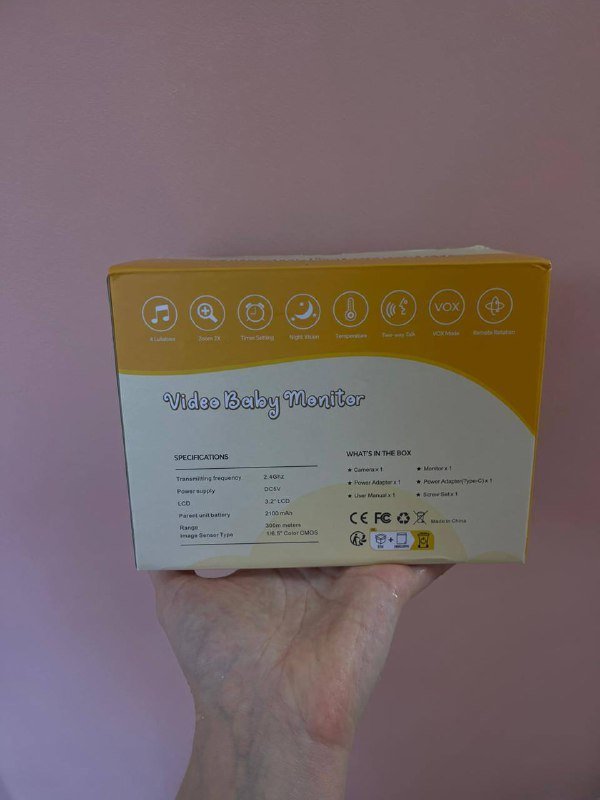 4 Lullabies
Zoom 2X
Timer Setting
Night Vision
Temperature
Two-way Talk
VOX
VOX Mode
Remote Rotation
Video Baby Monitor
SPECIFICATIONS
Transmitting frequency 2.4Ghz
Power supply DC5V
LCD 3.2" LCD
Parent unit battery 2100 mAh
Range 305m meters
Image Sensor Type 1/6.5" Color CMOS
WHAT'S IN THE BOX
★ Camera x 1 ★ Monitor x 1
★ Power Adapter x 1 ★ Power Adapter(Type-C) x 1
★ User Manual x 1 ★ Screw Set x 1
CE FC Made in China